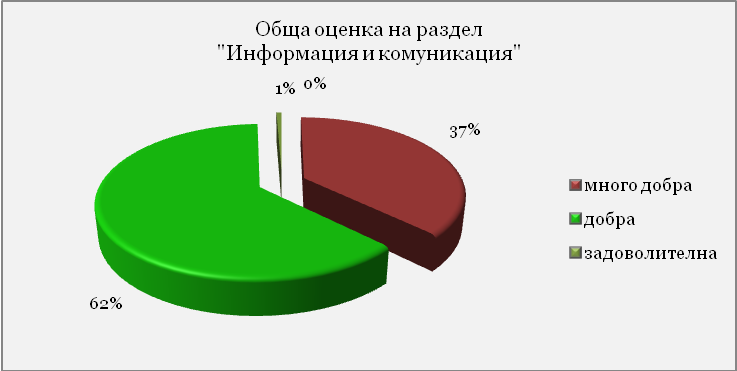 Обща оценка на раздел
"Информация и комуникация"
1%
0%
37%
62%
много добра
добра
задоволителна